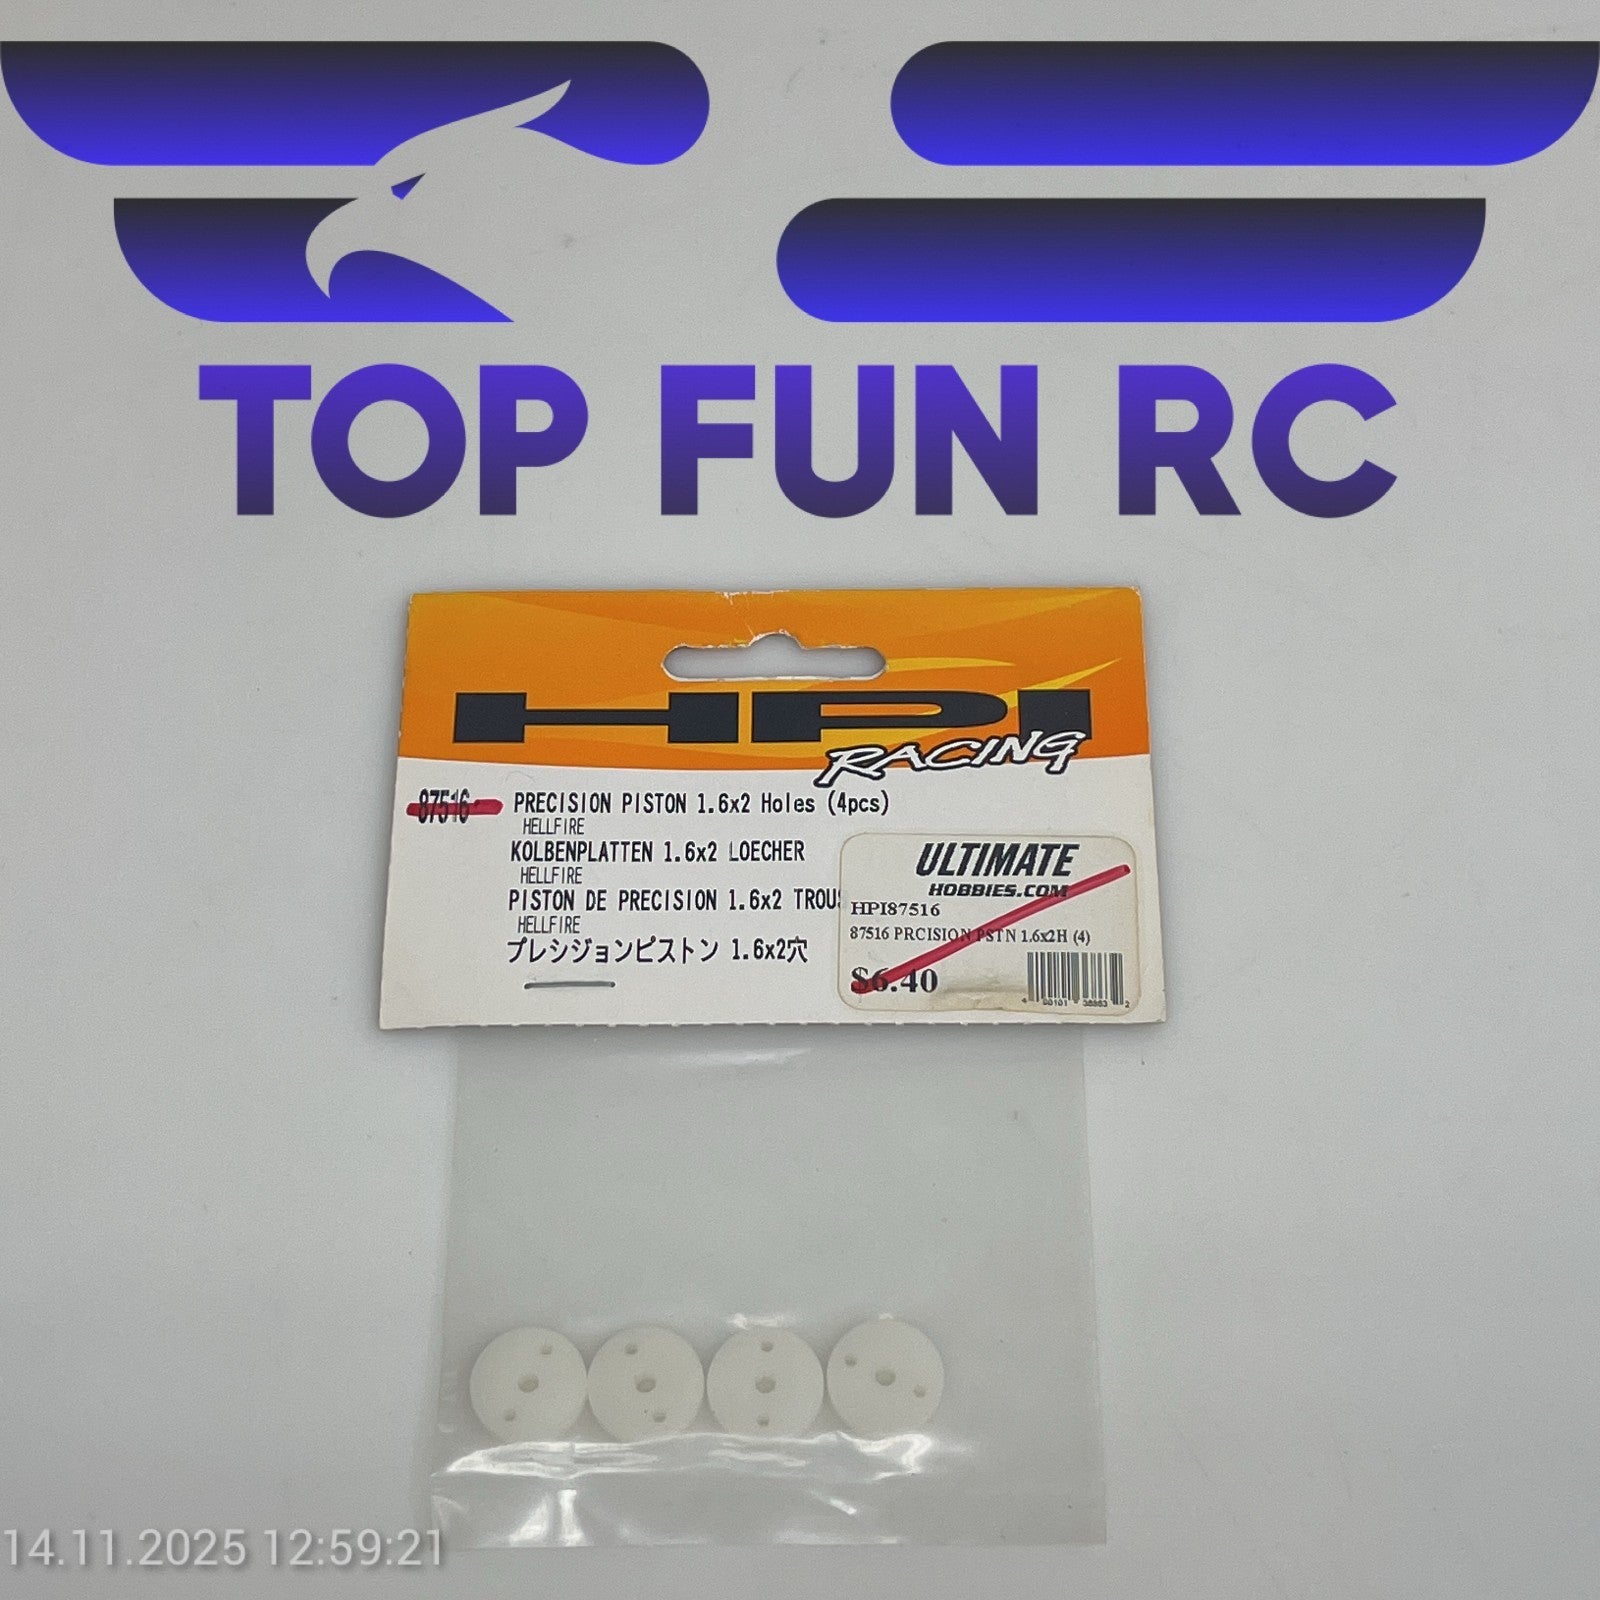 TOP FUN RC
HPI
RACING
87516
PRECISION PISTON 1.6x2 Holes (4pcs)
HELLFIRE
KOLBENPLATTEN 1.6x2 LOECHER
HELLFIRE
PISTON DE PRECISION 1.6x2 TROUS
HELLFIRE
プレシジョンピストン 1.6x2穴
ULTIMATE
HOBBIES.COM
HPI87516
87516 PRCISION PSTN 1.6x2H (4)
$6.40
14.11.2025 12:59:21